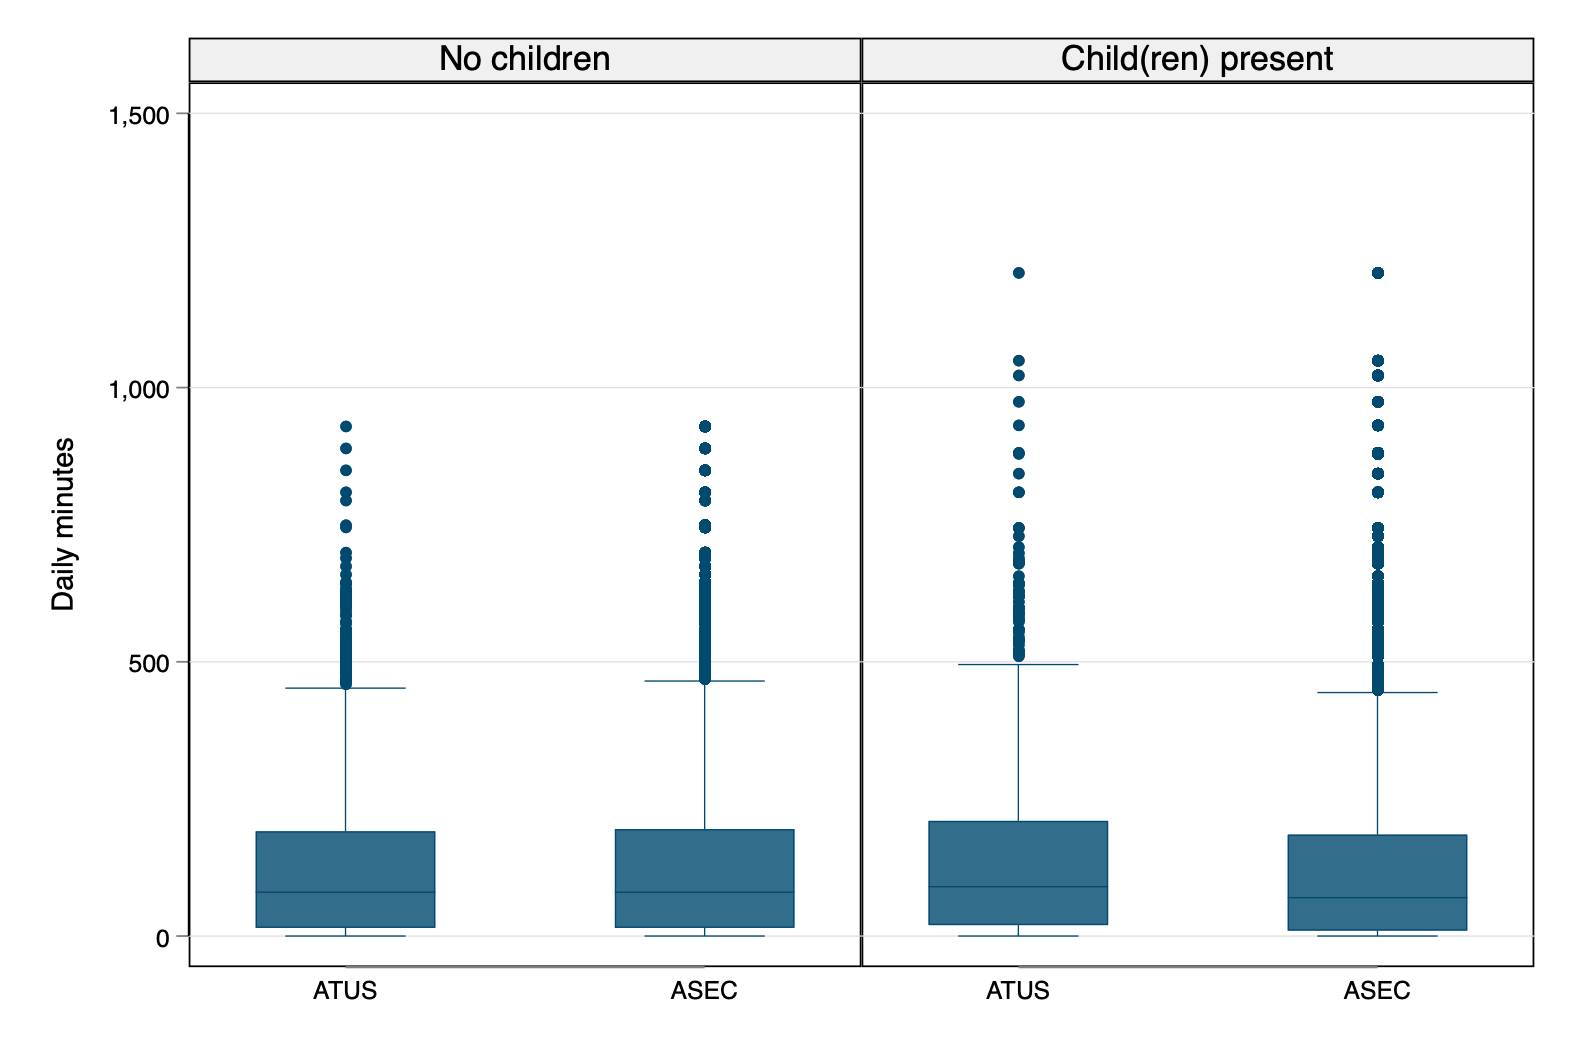 No children
Child(ren) present
1,500
1,000
500
0
Daily minutes
ATUS
ASEC
ATUS
ASEC